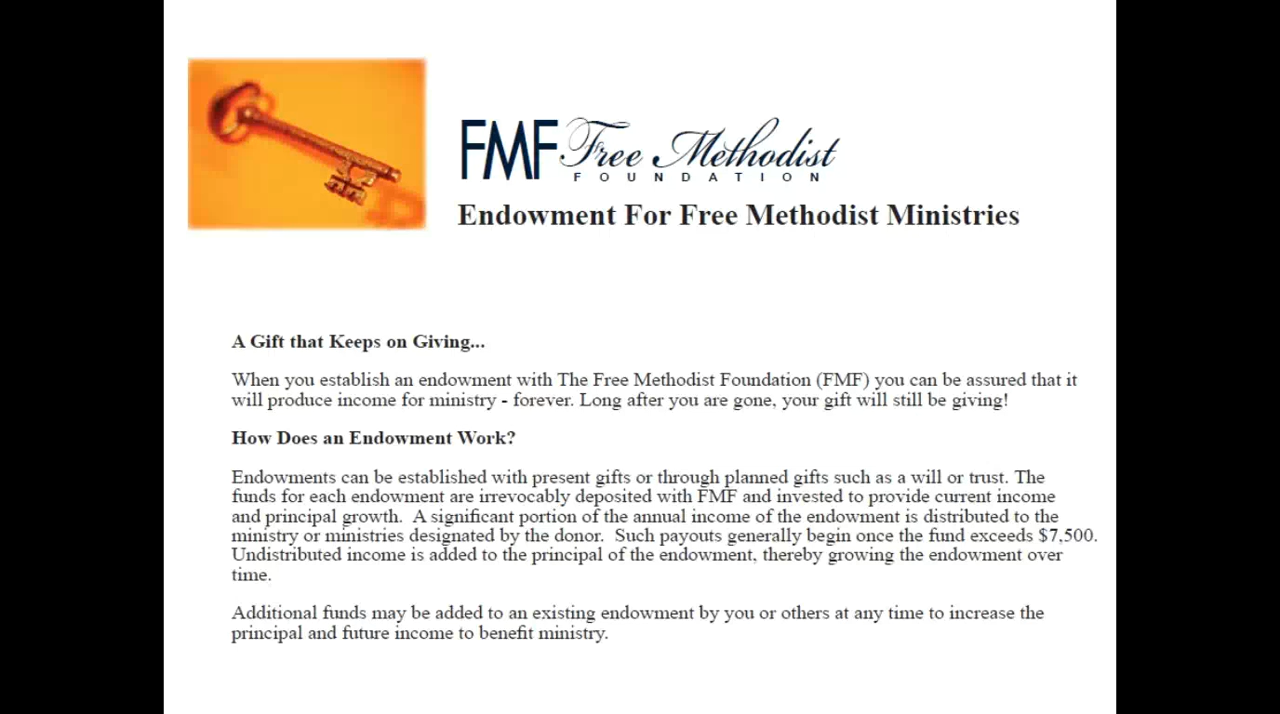 FMF Free Methodist
FOUNDATION
Endowment For Free Methodist Ministries
A Gift that Keeps on Giving...
When you establish an endowment with The Free Methodist Foundation (FMF) you can be assured that it
will produce income for ministry - forever. Long after you are gone, your gift will still be giving!
How Does an Endowment Work?
Endowments can be established with present gifts or through planned gifts such as a will or trust. The
funds for each endowment are irrevocably deposited with FMF and invested to provide current income
and principal growth.  A significant portion of the annual income of the endowment is distributed to the
ministry or ministries designated by the donor.  Such payouts generally begin once the fund exceeds $7,500.
Undistributed income is added to the principal of the endowment, thereby growing the endowment over
time.
Additional funds may be added to an existing endowment by you or others at any time to increase the
principal and future income to benefit ministry.